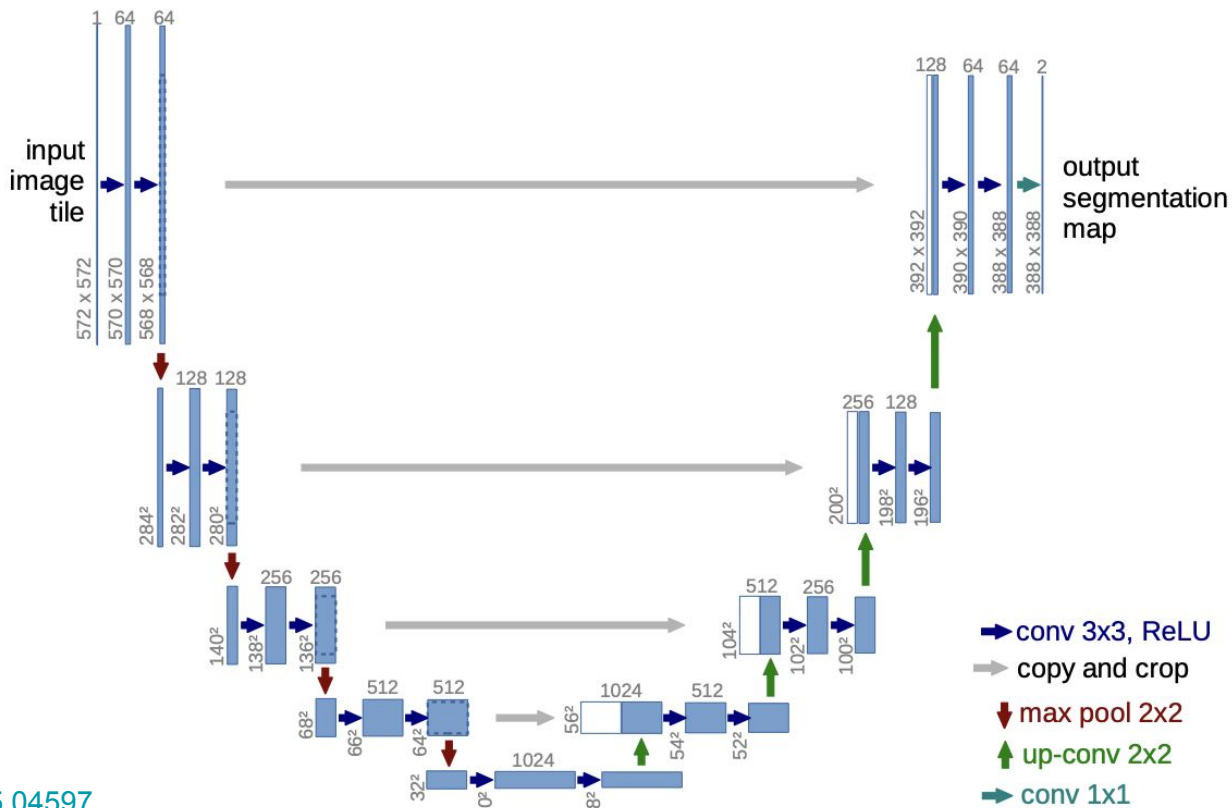 1 64 64
input
image
tile
572 x 572
570 x 570
568 x 568
128 64 64 2
output
segmentation
map
392 x 392
390 x 390
388 x 388
388 x 388
128 128
284²
282²
280²
256 128
200²
198²
196²
256 256
140²
138²
136²
512 256
104²
102²
100²
512 512
68²
66²
64²
1024 512
56²
54²
52²
1024
32²
0²
8²
conv 3x3, ReLU
copy and crop
max pool 2x2
up-conv 2x2
conv 1x1
04597